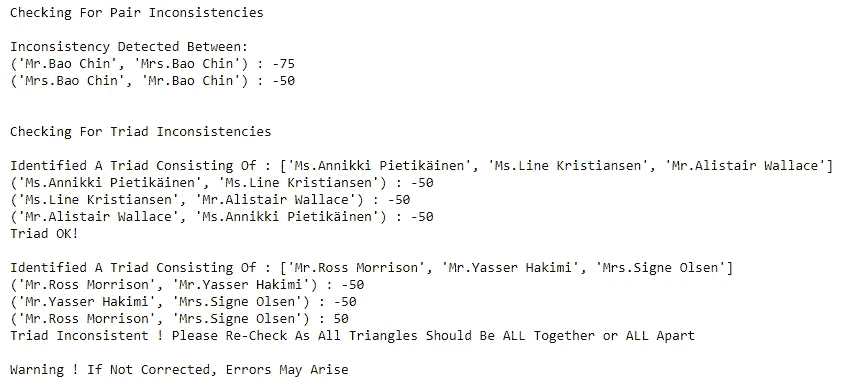 Checking For Pair Inconsistencies
Inconsistency Detected Between:
('Mr.Bao Chin', 'Mrs.Bao Chin') : -75
('Mrs.Bao Chin', 'Mr.Bao Chin') : -50
Checking For Triad Inconsistencies
Identified A Triad Consisting Of : ['Ms.Annikki Pietikäinen', 'Ms.Line Kristiansen', 'Mr.Alistair Wallace']
('Ms.Annikki Pietikäinen', 'Ms.Line Kristiansen') : -50
('Ms.Line Kristiansen', 'Mr.Alistair Wallace') : -50
('Mr.Alistair Wallace', 'Ms.Annikki Pietikäinen') : -50
Triad OK!
Identified A Triad Consisting Of : ['Mr.Ross Morrison', 'Mr.Yasser Hakimi', 'Mrs.Signe Olsen']
('Mr.Ross Morrison', 'Mr.Yasser Hakimi') : -50
('Mr.Yasser Hakimi', 'Mrs.Signe Olsen') : -50
('Mr.Ross Morrison', 'Mrs.Signe Olsen') : 50
Triad Inconsistent ! Please Re-Check As All Triangles Should Be ALL Together or ALL Apart
Warning ! If Not Corrected, Errors May Arise